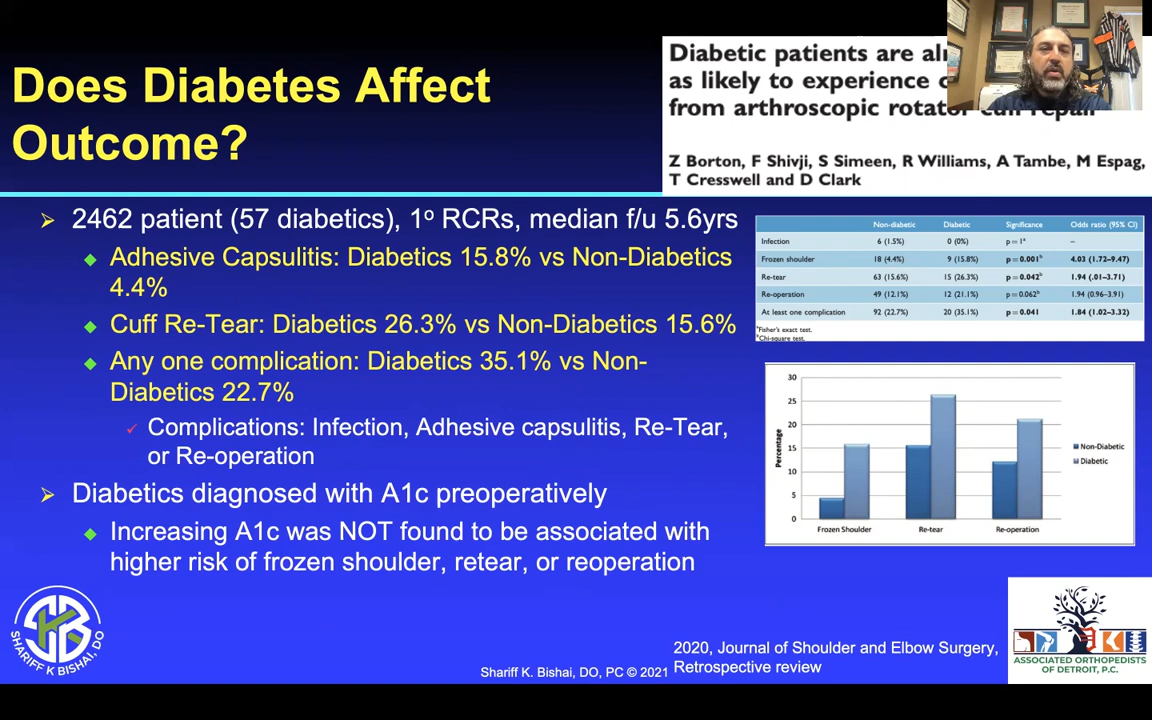 Does Diabetes Affect
Outcome?
Diabetic patients are
as likely to experience
from arthroscopic rotator cuff repair
Z Borton, F Shivji, S Simeen, R Williams, A Tambe, M Espag,
T Cresswell and D Clark
2462 patient (57 diabetics), 1º RCRs, median f/u 5.6yrs
Adhesive Capsulitis: Diabetics 15.8% vs Non-Diabetics
4.4%
Cuff Re-Tear: Diabetics 26.3% vs Non-Diabetics 15.6%
Any one complication: Diabetics 35.1% vs Non-
Diabetics 22.7%
Complications: Infection, Adhesive capsulitis, Re-Tear,
or Re-operation
Diabetics diagnosed with A1c preoperatively
Increasing A1c was NOT found to be associated with
higher risk of frozen shoulder, retear, or reoperation
Non-diabetic Diabetic Significance Odds ratio (95% CI)
Infection 6 (1.5%) 0 (0%) p = 1ᵃ –
Frozen shoulder 18 (4.4%) 9 (15.8%) p = 0.001ᵇ 4.03 (1.72–9.47)
Re-tear 63 (15.6%) 15 (26.3%) p = 0.042ᵇ 1.94 (.01–3.71)
Re-operation 49 (12.1%) 12 (21.1%) p = 0.062ᵇ 1.94 (0.96–3.91)
At least one complication 92 (22.7%) 20 (35.1%) p = 0.041 1.84 (1.02–3.32)
ᵃFisher's exact test.
ᵇChi-square test.
30
25
20
15
10
5
0
Percentage
Frozen Shoulder Re-tear Re-operation
Non-Diabetic
Diabetic
SKB
SHARIFF K BISHAI, DO
Shariff K. Bishai, DO, PC © 2021
2020, Journal of Shoulder and Elbow Surgery,
Retrospective review
ASSOCIATED ORTHOPEDISTS
OF DETROIT, P.C.